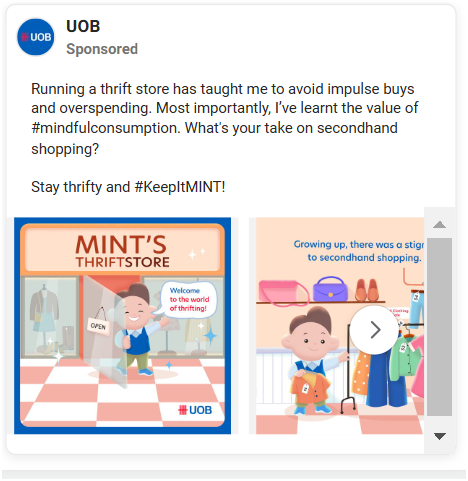 UOB
UOB
Sponsored
Running a thrift store has taught me to avoid impulse buys
and overspending. Most importantly, I've learnt the value of
#mindfulconsumption. What's your take on secondhand
shopping?
Stay thrifty and #KeepItMINT!
MINT'S
THRIFTSTORE
Welcome
to the world
of thrifting!
OPEN
UOB
Growing up, there was a stigm
to secondhand shopping.